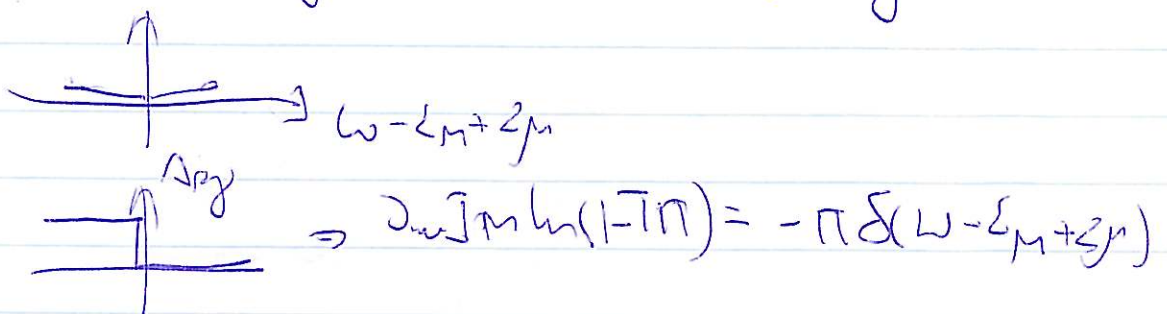 ω - ε_M + 2μ
Arg
⇒ ∂_ω Im ln(1-TΠ) = -π δ(ω - ε_M + 2μ)